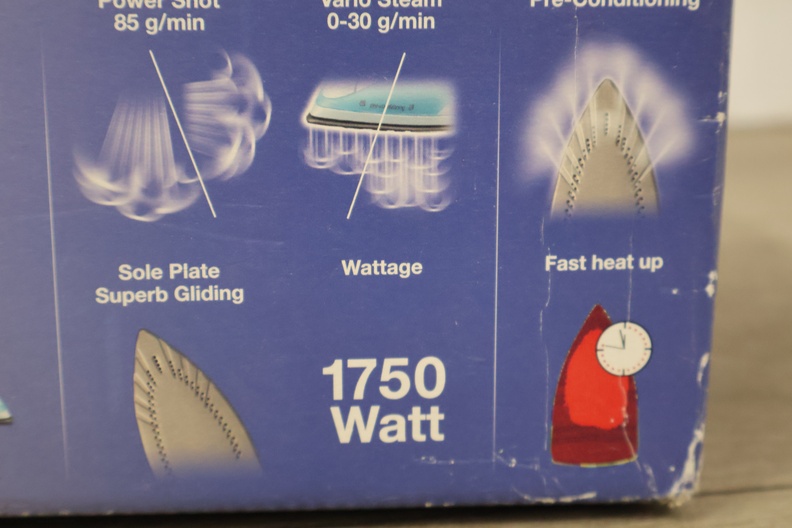 Power Shot
85 g/min
Vario Steam
0-30 g/min
Pre-Conditioning
Sole Plate
Superb Gliding
Wattage
Fast heat up
1750
Watt